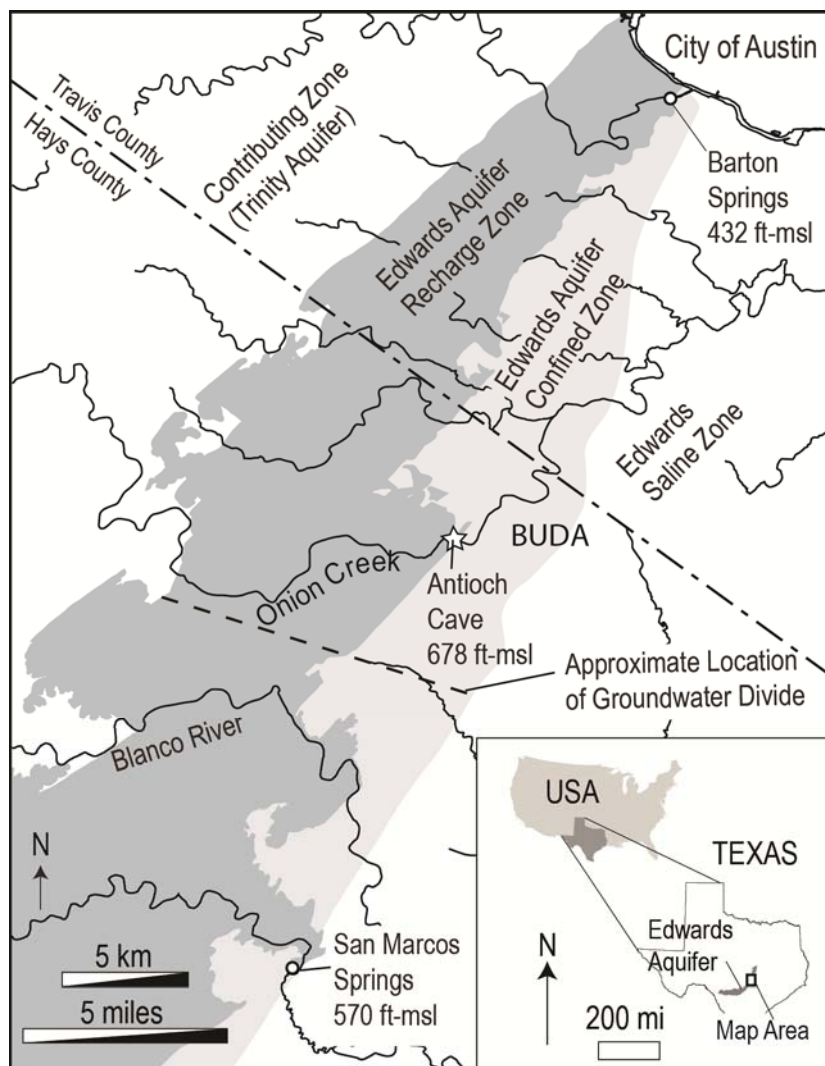 City of Austin
Travis County
Hays County
Contributing Zone
(Trinity Aquifer)
Barton
Springs
432 ft-msl
Edwards Aquifer
Recharge Zone
Edwards Aquifer
Confined Zone
Edwards
Saline Zone
BUDA
Onion Creek
Antioch
Cave
678 ft-msl
Approximate Location
of Groundwater Divide
Blanco River
N
5 km
5 miles
San Marcos
Springs
570 ft-msl
USA
TEXAS
N
Edwards
Aquifer
Map Area
200 mi